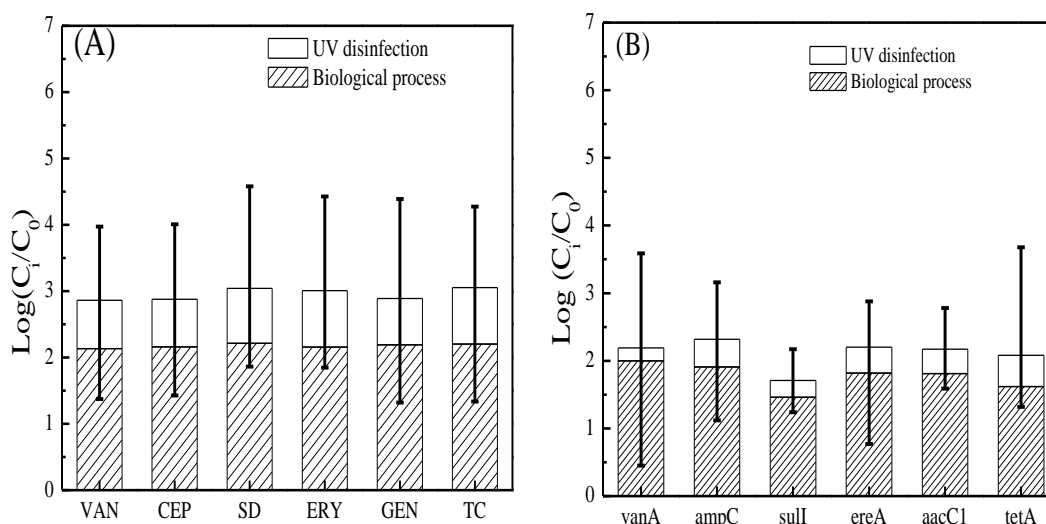 (A)
UV disinfection
Biological process
Log(Ci/C0)
7
6
5
4
3
2
1
0
VAN CEP SD ERY GEN TC
(B)
UV disinfection
Biological process
Log (Ci/C0)
7
6
5
4
3
2
1
0
vanA ampC sulI ereA aacC1 tetA